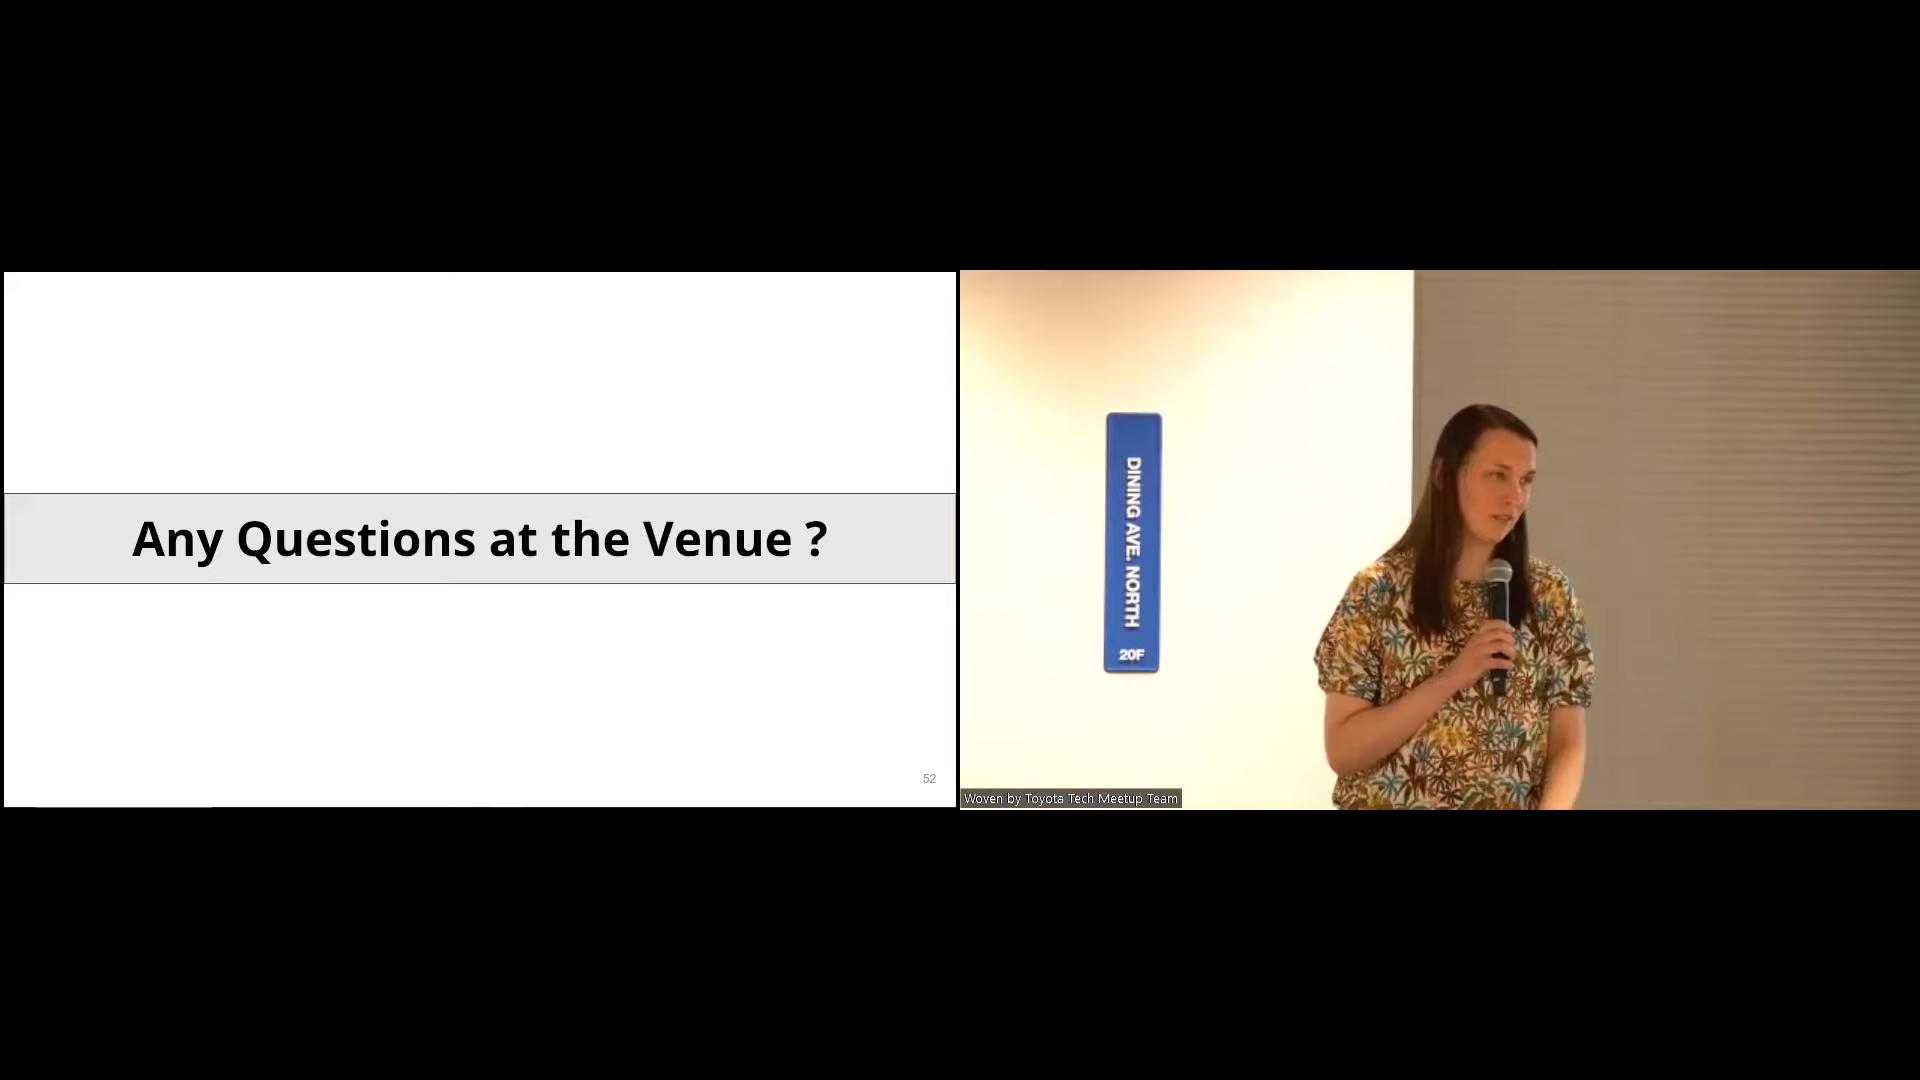 Any Questions at the Venue ?
52
DINING AVE. NORTH
20F
Woven by Toyota Tech Meetup Team